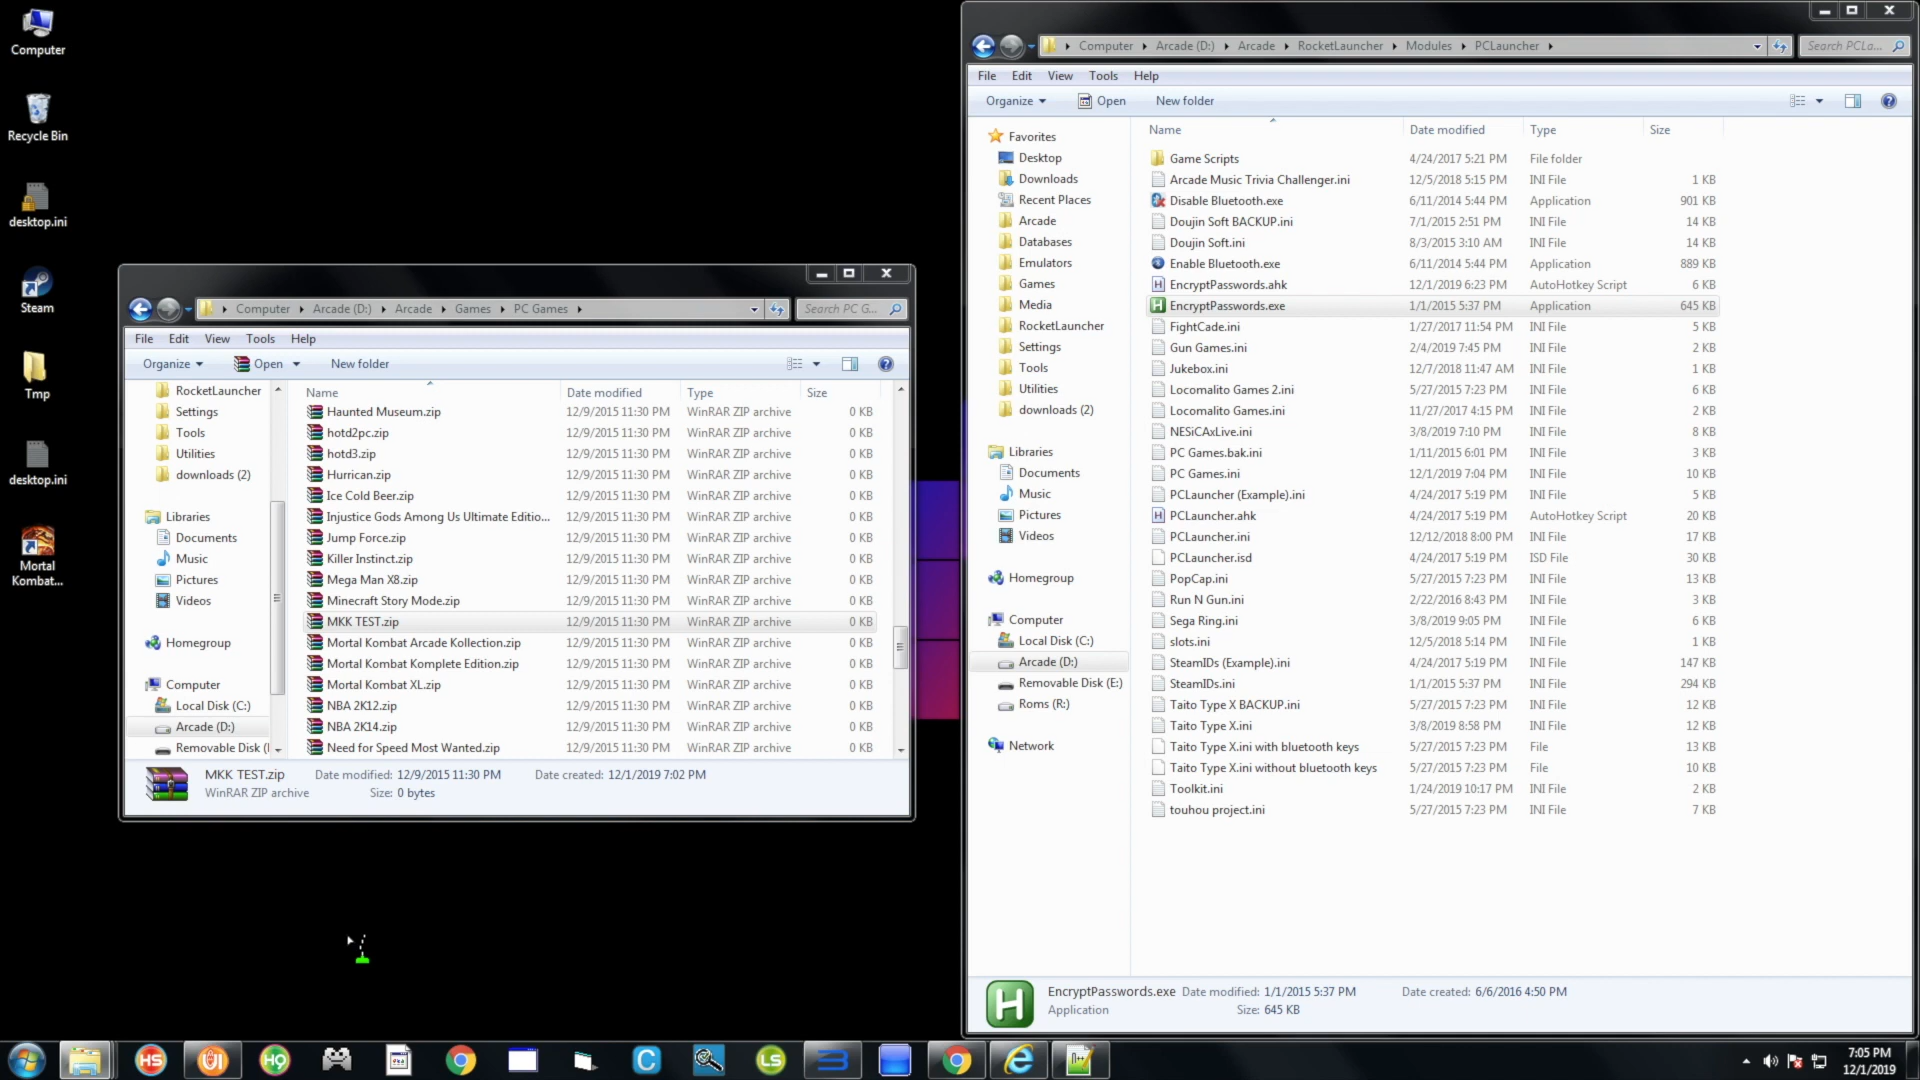 Computer
Recycle Bin
desktop.ini
Steam
Tmp
desktop.ini
Mortal
Kombat...
Computer
Arcade (D:)
Arcade
Games
PC Games
Search PC G...
File Edit View Tools Help
Organize Open New folder
RocketLauncher
Settings
Tools
Utilities
downloads (2)
Libraries
Documents
Music
Pictures
Videos
Homegroup
Computer
Local Disk (C:)
Arcade (D:)
Removable Disk (
Name Date modified Type Size
Haunted Museum.zip 12/9/2015 11:30 PM WinRAR ZIP archive 0 KB
hotd2pc.zip 12/9/2015 11:30 PM WinRAR ZIP archive 0 KB
hotd3.zip 12/9/2015 11:30 PM WinRAR ZIP archive 0 KB
Hurrican.zip 12/9/2015 11:30 PM WinRAR ZIP archive 0 KB
Ice Cold Beer.zip 12/9/2015 11:30 PM WinRAR ZIP archive 0 KB
Injustice Gods Among Us Ultimate Editio... 12/9/2015 11:30 PM WinRAR ZIP archive 0 KB
Jump Force.zip 12/9/2015 11:30 PM WinRAR ZIP archive 0 KB
Killer Instinct.zip 12/9/2015 11:30 PM WinRAR ZIP archive 0 KB
Mega Man X8.zip 12/9/2015 11:30 PM WinRAR ZIP archive 0 KB
Minecraft Story Mode.zip 12/9/2015 11:30 PM WinRAR ZIP archive 0 KB
MKK TEST.zip 12/9/2015 11:30 PM WinRAR ZIP archive 0 KB
Mortal Kombat Arcade Kollection.zip 12/9/2015 11:30 PM WinRAR ZIP archive 0 KB
Mortal Kombat Komplete Edition.zip 12/9/2015 11:30 PM WinRAR ZIP archive 0 KB
Mortal Kombat XL.zip 12/9/2015 11:30 PM WinRAR ZIP archive 0 KB
NBA 2K12.zip 12/9/2015 11:30 PM WinRAR ZIP archive 0 KB
NBA 2K14.zip 12/9/2015 11:30 PM WinRAR ZIP archive 0 KB
Need for Speed Most Wanted.zip 12/9/2015 11:30 PM WinRAR ZIP archive 0 KB
MKK TEST.zip Date modified: 12/9/2015 11:30 PM Date created: 12/1/2019 7:02 PM
WinRAR ZIP archive Size: 0 bytes
Computer
Arcade (D:)
Arcade
RocketLauncher
Modules
PCLauncher
Search PCLa...
File Edit View Tools Help
Organize Open New folder
Favorites
Desktop
Downloads
Recent Places
Arcade
Databases
Emulators
Games
Media
RocketLauncher
Settings
Tools
Utilities
downloads (2)
Libraries
Documents
Music
Pictures
Videos
Homegroup
Computer
Local Disk (C:)
Arcade (D:)
Removable Disk (E:)
Roms (R:)
Network
Name Date modified Type Size
Game Scripts 4/24/2017 5:21 PM File folder
Arcade Music Trivia Challenger.ini 12/5/2018 5:15 PM INI File 1 KB
Disable Bluetooth.exe 6/11/2014 5:44 PM Application 901 KB
Doujin Soft BACKUP.ini 7/1/2015 2:51 PM INI File 14 KB
Doujin Soft.ini 8/3/2015 3:10 AM INI File 14 KB
Enable Bluetooth.exe 6/11/2014 5:44 PM Application 889 KB
EncryptPasswords.ahk 12/1/2019 6:23 PM AutoHotkey Script 6 KB
EncryptPasswords.exe 1/1/2015 5:37 PM Application 645 KB
FightCade.ini 1/27/2017 11:54 PM INI File 5 KB
Gun Games.ini 2/4/2019 7:45 PM INI File 2 KB
Jukebox.ini 12/7/2018 11:47 AM INI File 1 KB
Locomalito Games 2.ini 5/27/2015 7:23 PM INI File 6 KB
Locomalito Games.ini 11/27/2017 4:15 PM INI File 2 KB
NESiCAxLive.ini 3/8/2019 7:10 PM INI File 8 KB
PC Games.bak.ini 1/11/2015 6:01 PM INI File 3 KB
PC Games.ini 12/1/2019 7:04 PM INI File 10 KB
PCLauncher (Example).ini 4/24/2017 5:19 PM INI File 5 KB
PCLauncher.ahk 4/24/2017 5:19 PM AutoHotkey Script 20 KB
PCLauncher.ini 12/12/2018 8:00 PM INI File 17 KB
PCLauncher.isd 4/24/2017 5:19 PM ISD File 30 KB
PopCap.ini 5/27/2015 7:23 PM INI File 13 KB
Run N Gun.ini 2/22/2016 8:43 PM INI File 3 KB
Sega Ring.ini 3/8/2019 9:05 PM INI File 6 KB
slots.ini 12/5/2018 5:14 PM INI File 1 KB
SteamIDs (Example).ini 4/24/2017 5:19 PM INI File 147 KB
SteamIDs.ini 1/1/2015 5:37 PM INI File 294 KB
Taito Type X BACKUP.ini 5/27/2015 7:23 PM INI File 12 KB
Taito Type X.ini 3/8/2019 8:58 PM INI File 12 KB
Taito Type X.ini with bluetooth keys 5/27/2015 7:23 PM File 13 KB
Taito Type X.ini without bluetooth keys 5/27/2015 7:23 PM File 10 KB
Toolkit.ini 1/24/2019 10:17 PM INI File 2 KB
touhou project.ini 5/27/2015 7:23 PM INI File 7 KB
EncryptPasswords.exe Date modified: 1/1/2015 5:37 PM Date created: 6/6/2016 4:50 PM
Application Size: 645 KB
H
HS
HQ
C
LS
7:05 PM
12/1/2019